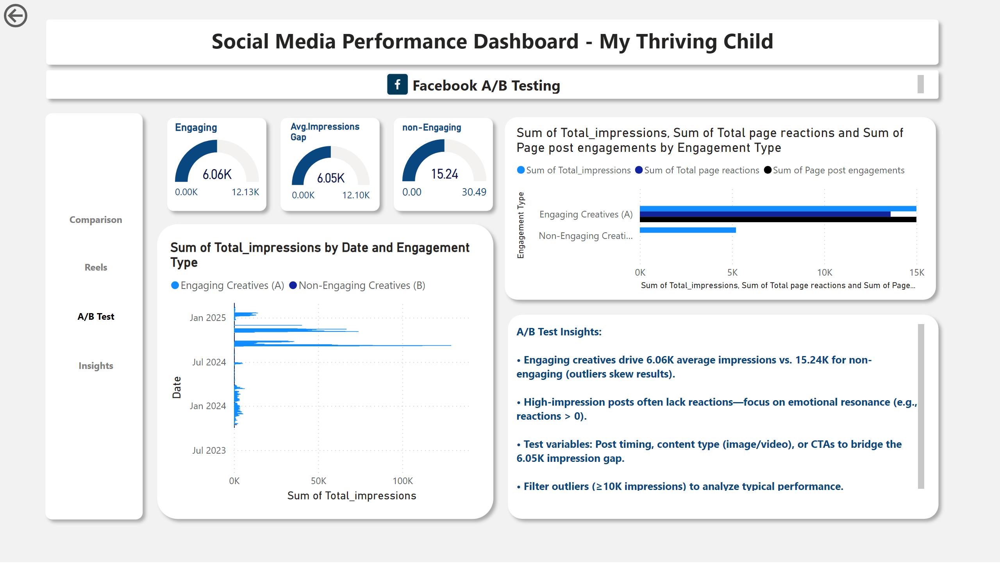 Social Media Performance Dashboard - My Thriving Child
f Facebook A/B Testing
Comparison
Reels
A/B Test
Insights
Engaging
6.06K
0.00K 12.13K
Avg.Impressions
Gap
6.05K
0.00K 12.10K
non-Engaging
15.24
0.00 30.49
Sum of Total_impressions by Date and Engagement
Type
Engaging Creatives (A) Non-Engaging Creatives (B)
Date
Jan 2025
Jul 2024
Jan 2024
Jul 2023
0K 50K 100K
Sum of Total_impressions
Sum of Total_impressions, Sum of Total page reactions and Sum of
Page post engagements by Engagement Type
Sum of Total_impressions Sum of Total page reactions Sum of Page post engagements
Engagement Type
Engaging Creatives (A)
Non-Engaging Creati...
0K 5K 10K 15K
Sum of Total_impressions, Sum of Total page reactions and Sum of Page...
A/B Test Insights:
• Engaging creatives drive 6.06K average impressions vs. 15.24K for non-
engaging (outliers skew results).
• High-impression posts often lack reactions—focus on emotional resonance (e.g.,
reactions > 0).
• Test variables: Post timing, content type (image/video), or CTAs to bridge the
6.05K impression gap.
• Filter outliers (≥10K impressions) to analyze typical performance.